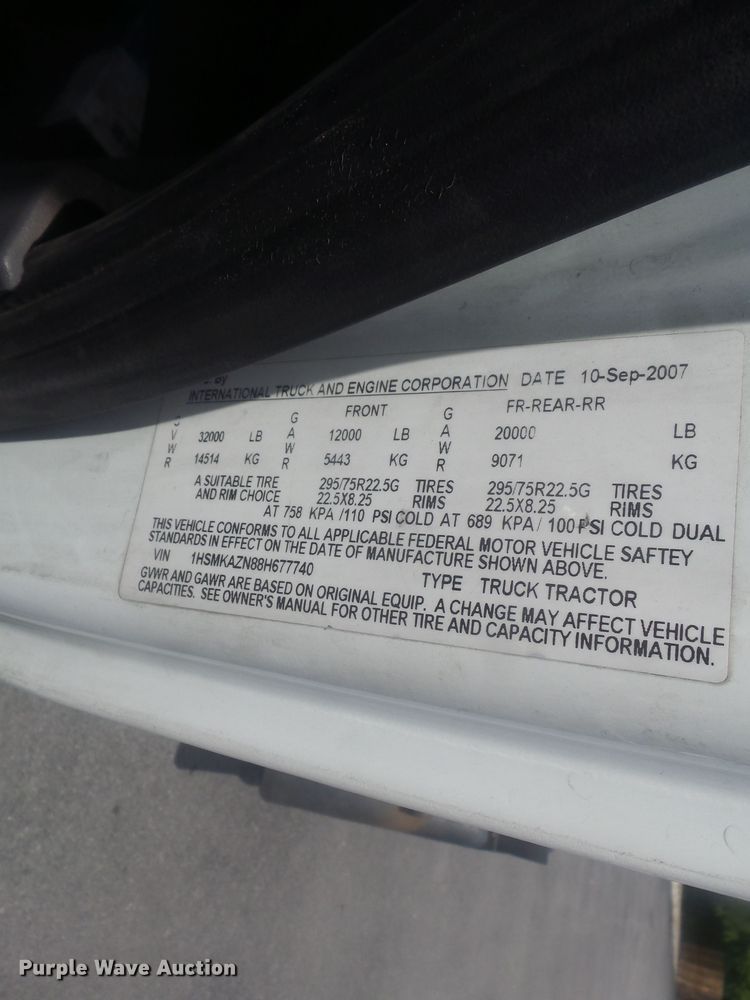 By
INTERNATIONAL TRUCK AND ENGINE CORPORATION DATE 10-Sep-2007
G V W R 32000 LB 14514 KG
G A W R FRONT 12000 LB 5443 KG
G A W R FR-REAR-RR 20000 LB 9071 KG
A SUITABLE TIRE 295/75R22.5G TIRES 295/75R22.5G TIRES
AND RIM CHOICE 22.5X8.25 RIMS 22.5X8.25 RIMS
AT 758 KPA /110 PSI COLD AT 689 KPA / 100 PSI COLD DUAL
THIS VEHICLE CONFORMS TO ALL APPLICABLE FEDERAL MOTOR VEHICLE SAFTEY
STANDARDS IN EFFECT ON THE DATE OF MANUFACTURE SHOWN ABOVE.
VIN 1HSMKAZN88H677740 TYPE TRUCK TRACTOR
GVWR AND GAWR ARE BASED ON ORIGINAL EQUIP. A CHANGE MAY AFFECT VEHICLE
CAPACITIES. SEE OWNER'S MANUAL FOR OTHER TIRE AND CAPACITY INFORMATION.
Purple Wave Auction